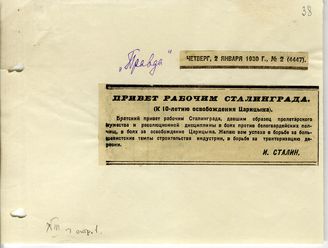 38
"Правда"
ЧЕТВЕРГ, 2 ЯНВАРЯ 1930 Г., № 2 (4447).
ПРИВЕТ РАБОЧИМ СТАЛИНГРАДА.
(К 10-летию освобождения Царицына).
Братский привет рабочим Сталинграда, давшим образец пролетарского
мужества и революционной дисциплины в боях против белогвардейских пол-
чищ, в боях за освобождение Царицына. Желаю вам успеха в борьбе за боль-
шевистские темпы строительства индустрии, в борьбе за тракторизацию де-
ревни.
И. СТАЛИН.
XIII